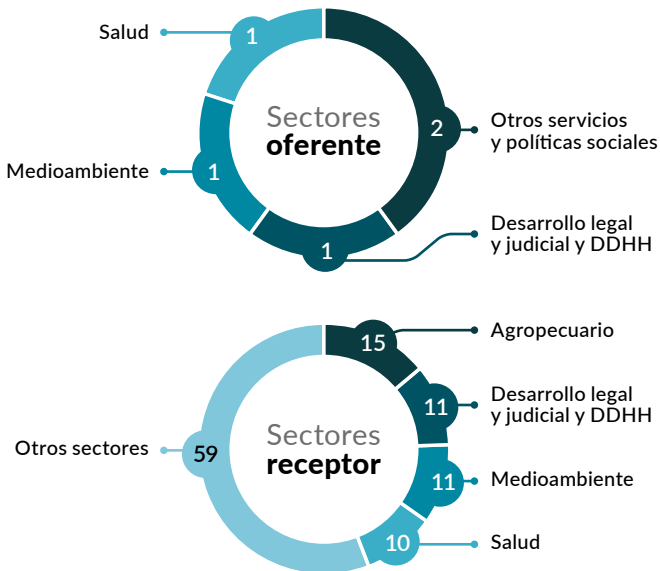 Salud
1
Sectores
oferente
2
Otros servicios
y políticas sociales
Medioambiente
1
1
Desarrollo legal
y judicial y DDHH
15
Agropecuario
11
Desarrollo legal
y judicial y DDHH
Otros sectores
59
Sectores
receptor
11
Medioambiente
10
Salud